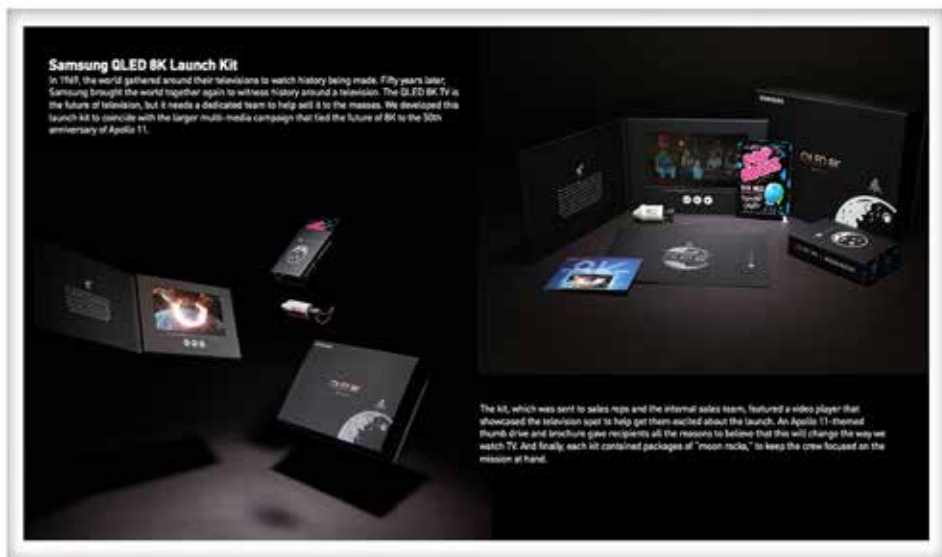 Samsung QLED 8K Launch Kit
In 1969, the world gathered around their televisions to watch history being made. Fifty years later,
Samsung brought the world together again to witness history around a television. The QLED 8K TV is
the future of television, but it needs a dedicated team to help sell it to the masses. We developed this
launch kit to coincide with the larger multi-media campaign that tied the future of 8K to the 50th
anniversary of Apollo 11.
SAMSUNG
QLED 8K
8K
QLED 8K
The kit, which was sent to sales reps and the internal sales team, featured a video player that
showcased the television spot to help get them excited about the launch. An Apollo 11-themed
thumb drive and brochure gave recipients all the reasons to believe that this will change the way we
watch TV. And finally, each kit contained packages of "moon rocks," to keep the crew focused on the
mission at hand.